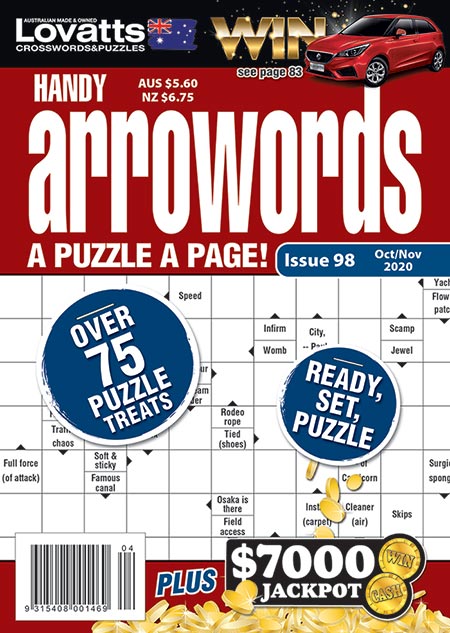 AUSTRALIAN MADE & OWNED
Lovatts
CROSSWORDS&PUZZLES
WIN
see page 83
HANDY
AUS $5.60
NZ $6.75
arrowords
A PUZZLE A PAGE!
Issue 98
Oct/Nov
2020
Speed
Infirm
Womb
City,
Scamp
Jewel
OVER
75
PUZZLE
TREATS
READY,
SET,
PUZZLE
Rodeo
rope
Tied
(shoes)
chaos
Full force
(of attack)
Soft &
sticky
Famous
canal
of
Osaka is
there
Field
access
(carpet)
Cleaner
(air)
Skips
PLUS
$7000
JACKPOT
WIN
CASH
04
9 315408 001469